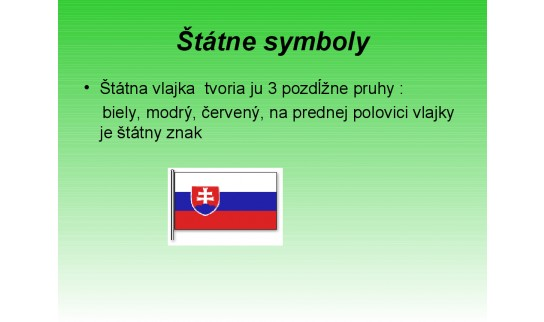 Štátne symboly
• Štátna vlajka  tvoria ju 3 pozdĺžne pruhy :
biely, modrý, červený, na prednej polovici vlajky
je štátny znak